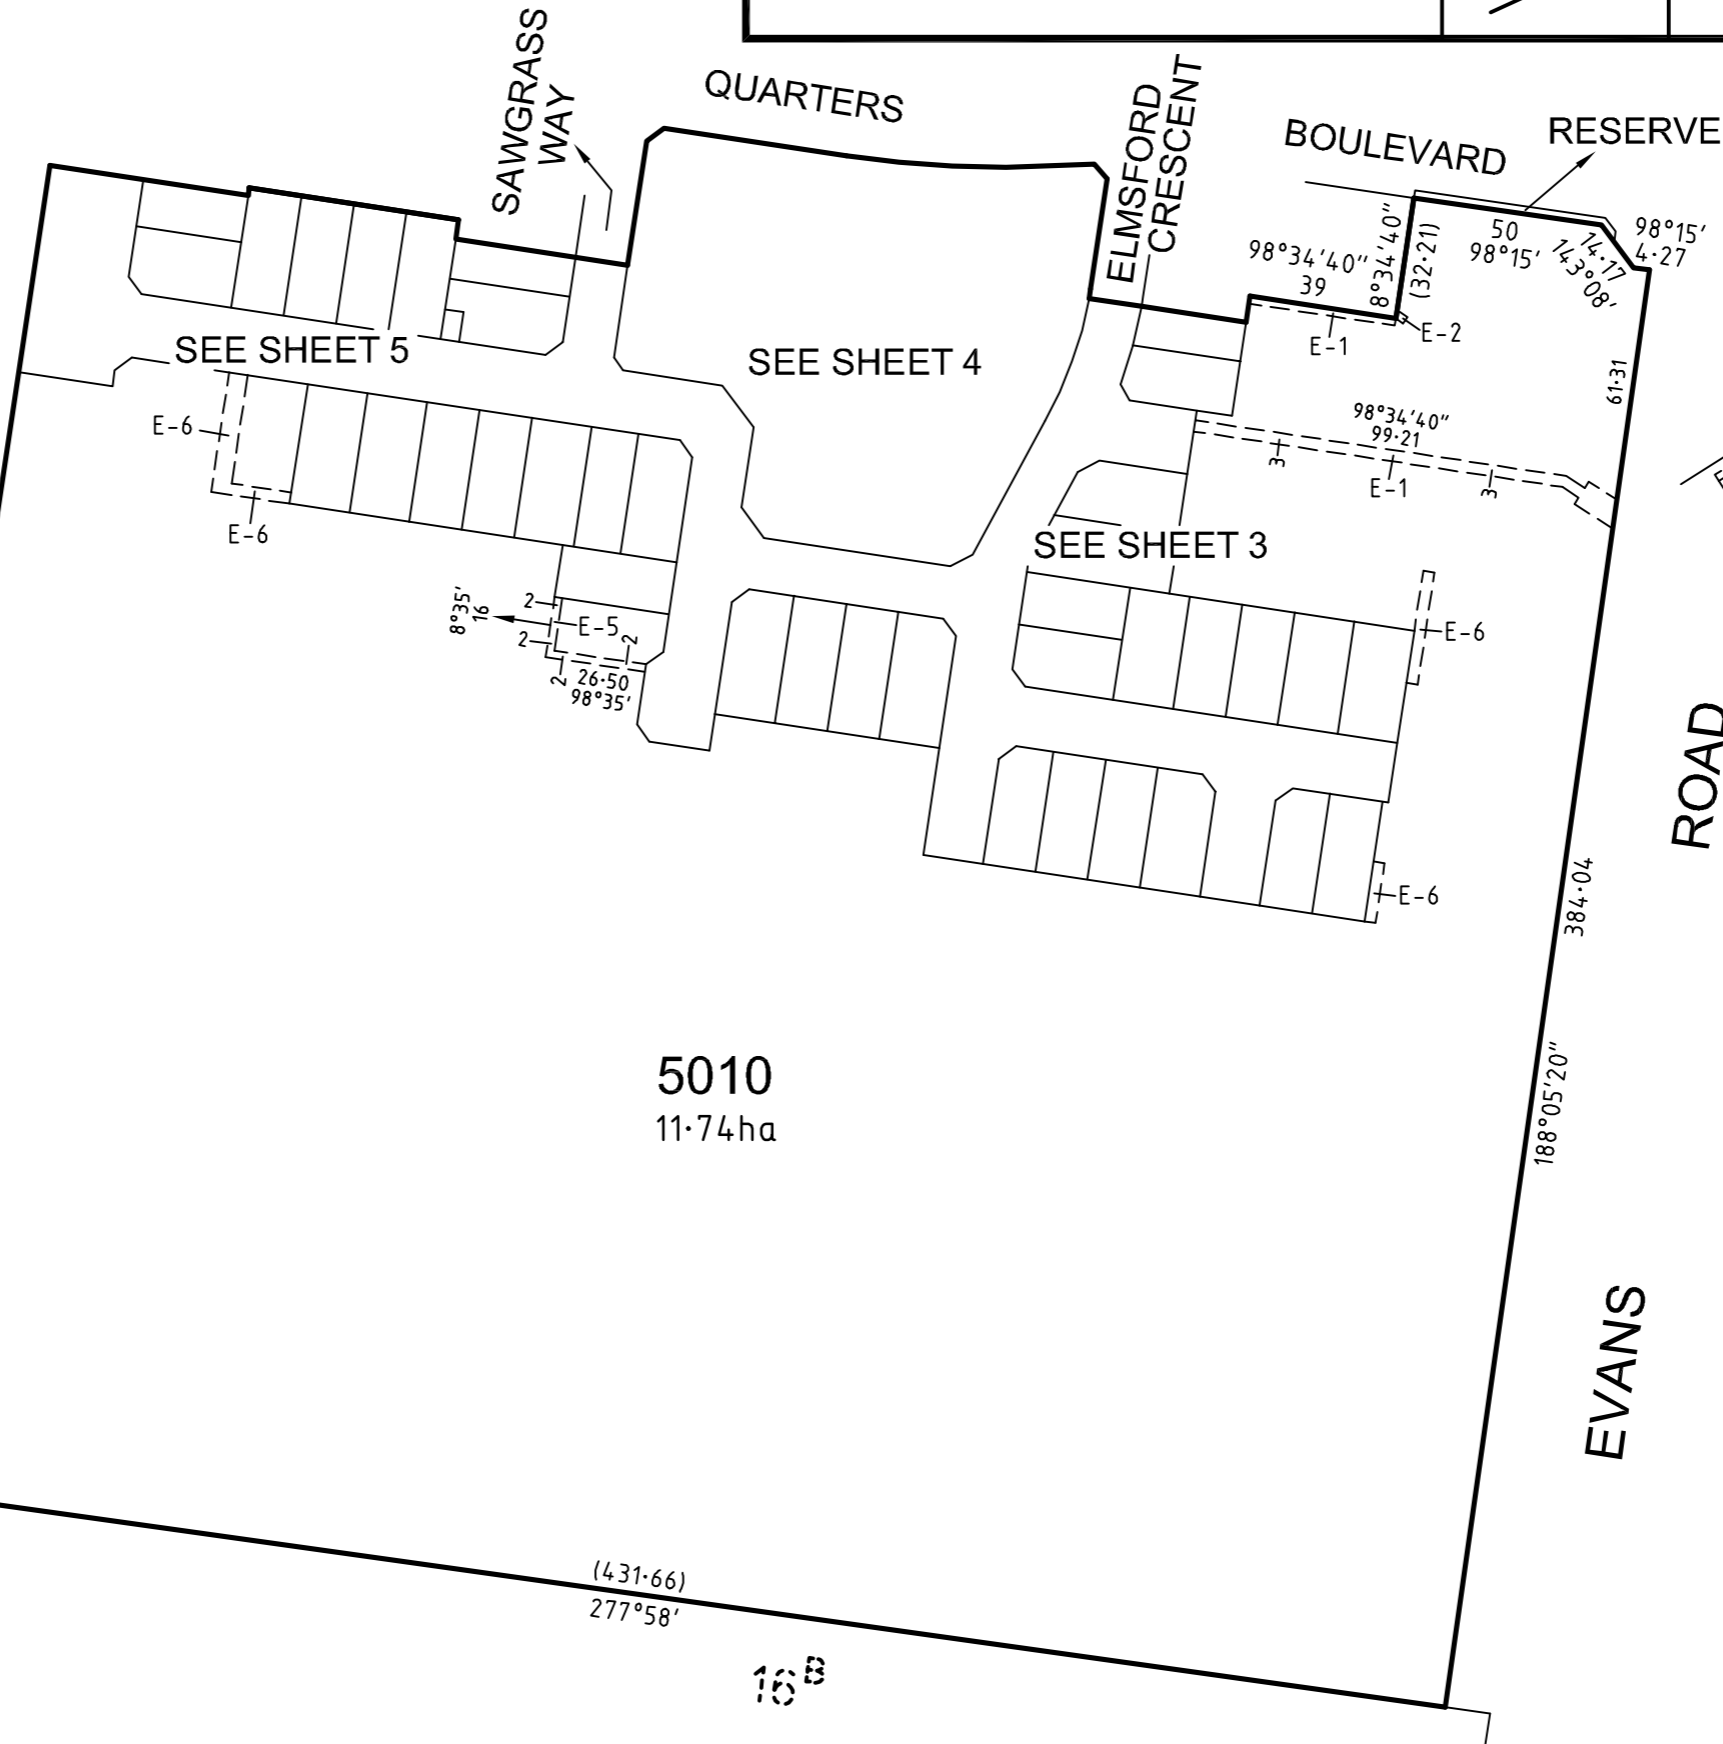 SAWGRASS
WAY
QUARTERS
ELMSFORD
CRESCENT
BOULEVARD
RESERVE
98°34'40"
39
8°34'40"
(32·21)
50
98°15'
14·17
143°08'
98°15'
4·27
E-1
E-2
61·31
SEE SHEET 5
SEE SHEET 4
98°34'40"
99·21
3
E-1
3
E-6
E-6
SEE SHEET 3
8°35'
16
2
E-5
2
2
2
26·50
98°35'
E-6
ROAD
384·04
E-6
5010
11·74ha
188°05'20"
EVANS
(431·66)
277°58'
16 B